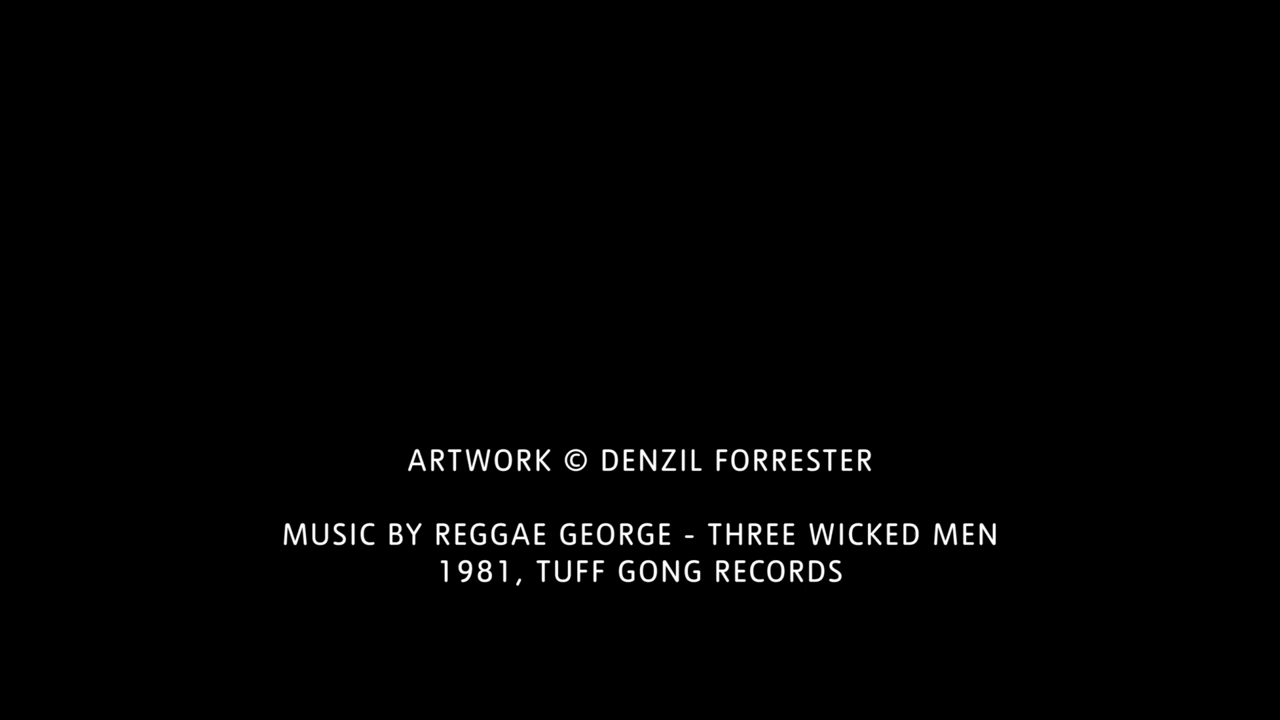 ARTWORK © DENZIL FORRESTER
MUSIC BY REGGAE GEORGE - THREE WICKED MEN
1981, TUFF GONG RECORDS